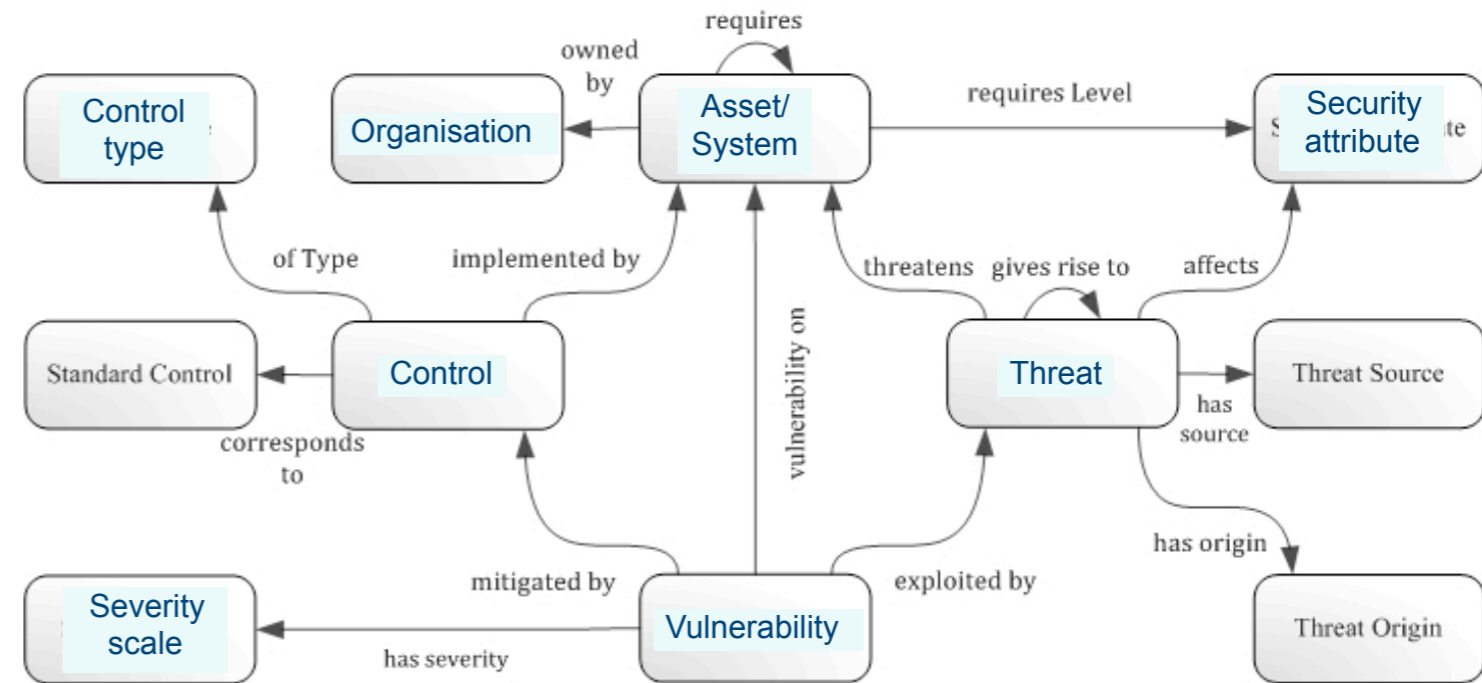 requires
owned
by
Control
type
Organisation
Asset/
System
requires Level
Security
attribute
of Type
implemented by
threatens
gives rise to
affects
vulnerability on
Standard Control
Control
Threat
Threat Source
corresponds
to
has
source
mitigated by
exploited by
has origin
Severity
scale
has severity
Vulnerability
Threat Origin